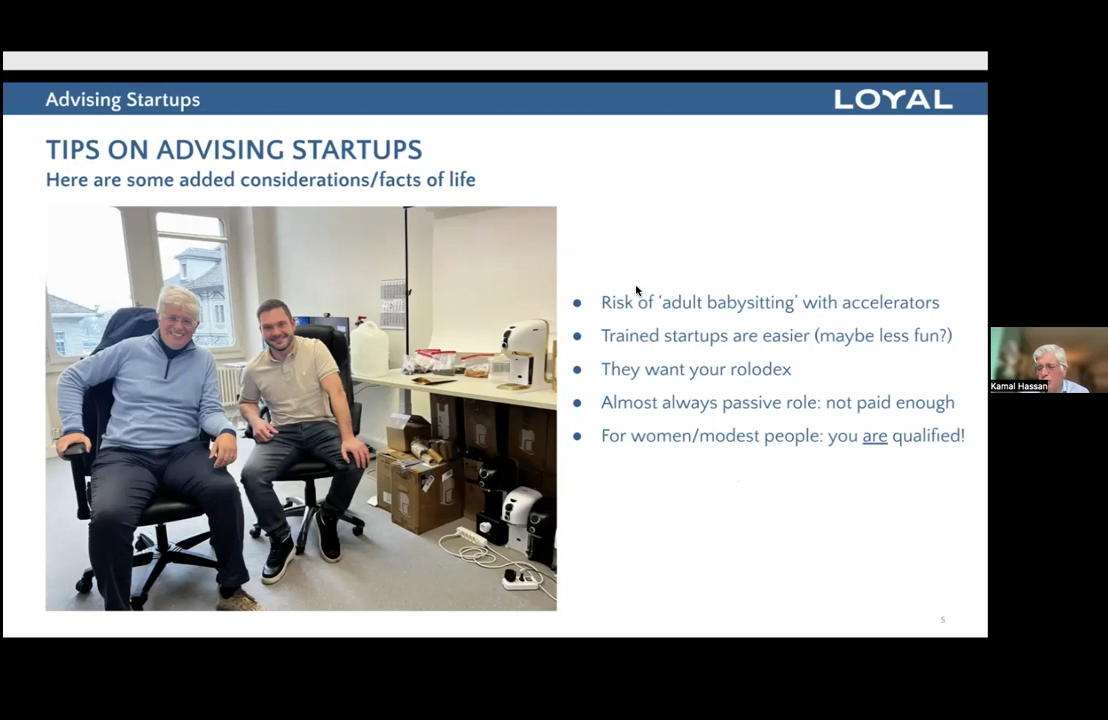 Advising Startups
LOYAL
TIPS ON ADVISING STARTUPS
Here are some added considerations/facts of life
● Risk of 'adult babysitting' with accelerators
● Trained startups are easier (maybe less fun?)
● They want your rolodex
● Almost always passive role: not paid enough
● For women/modest people: you are qualified!
Kamal Hassan
5